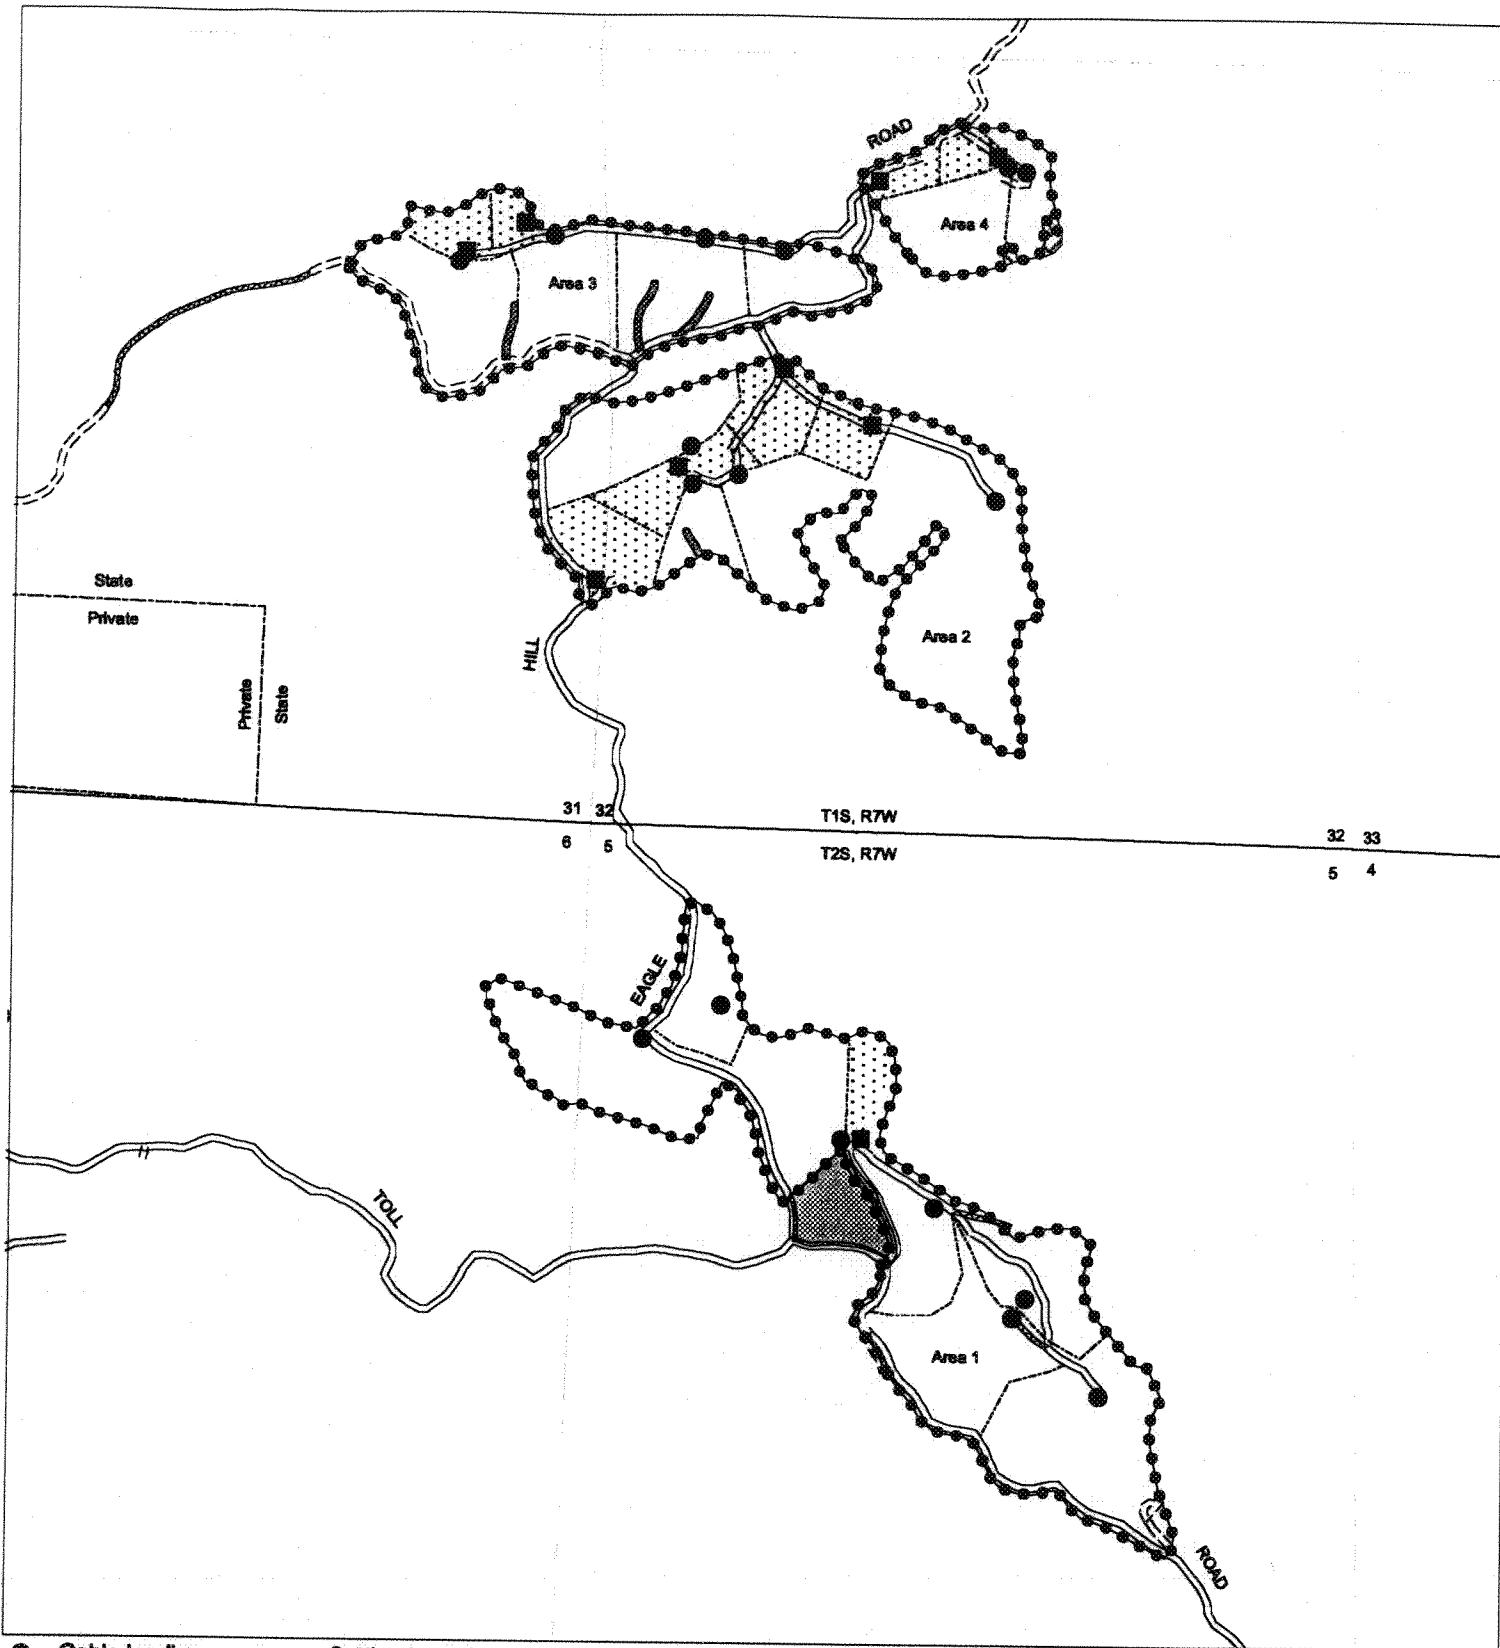 ROAD
Area 4
Area 3
State
Private
HILL
Area 2
Private
State
31 32
T1S, R7W
6 5
T2S, R7W
32 33
5 4
EAGLE
TOLL
Area 1
ROAD